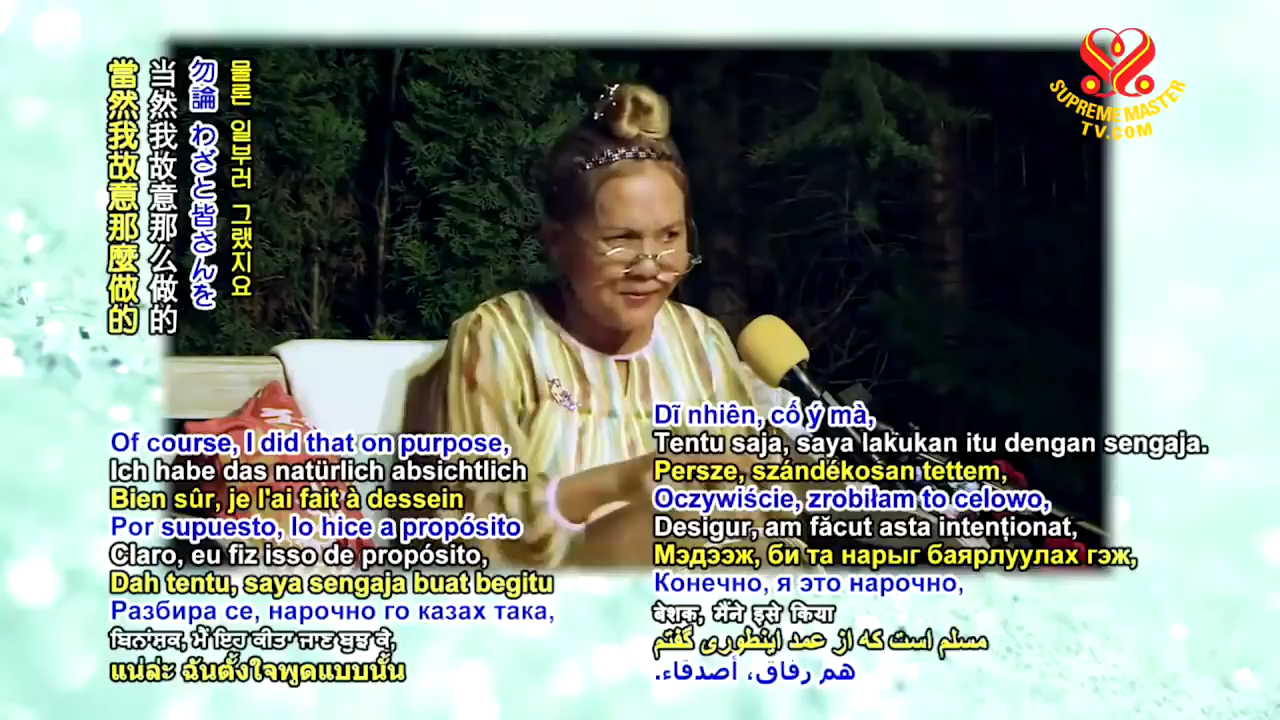 當然我故意那麼做的
当然我故意那么做的
勿論 わざと皆さんを
물론 일부러 그랬지요
SUPREME MASTER
TV.COM
Of course, I did that on purpose,
Ich habe das natürlich absichtlich
Bien sûr, je l'ai fait à dessein
Por supuesto, lo hice a propósito
Claro, eu fiz isso de propósito,
Dah tentu, saya sengaja buat begitu
Разбира се, нарочно го казах така,
ਬਿਨਾਂਸ਼ਕ, ਮੈਂ ਇਹ ਕੀਤਾ ਜਾਣ ਬੁਝ ਕੇ,
แน่ล่ะ ฉันตั้งใจพูดแบบนั้น
Dĩ nhiên, cố ý mà,
Tentu saja, saya lakukan itu dengan sengaja.
Persze, szándékosan tettem,
Oczywiście, zrobiłam to celowo,
Desigur, am făcut asta intenționat,
Мэдээж, би та нарыг баярлуулах гэж,
Конечно, я это нарочно,
बेशक, मैंने इसे किया
مسلم است که از عمد اینطوری گفتم
هم رفاق، أصدقاء.